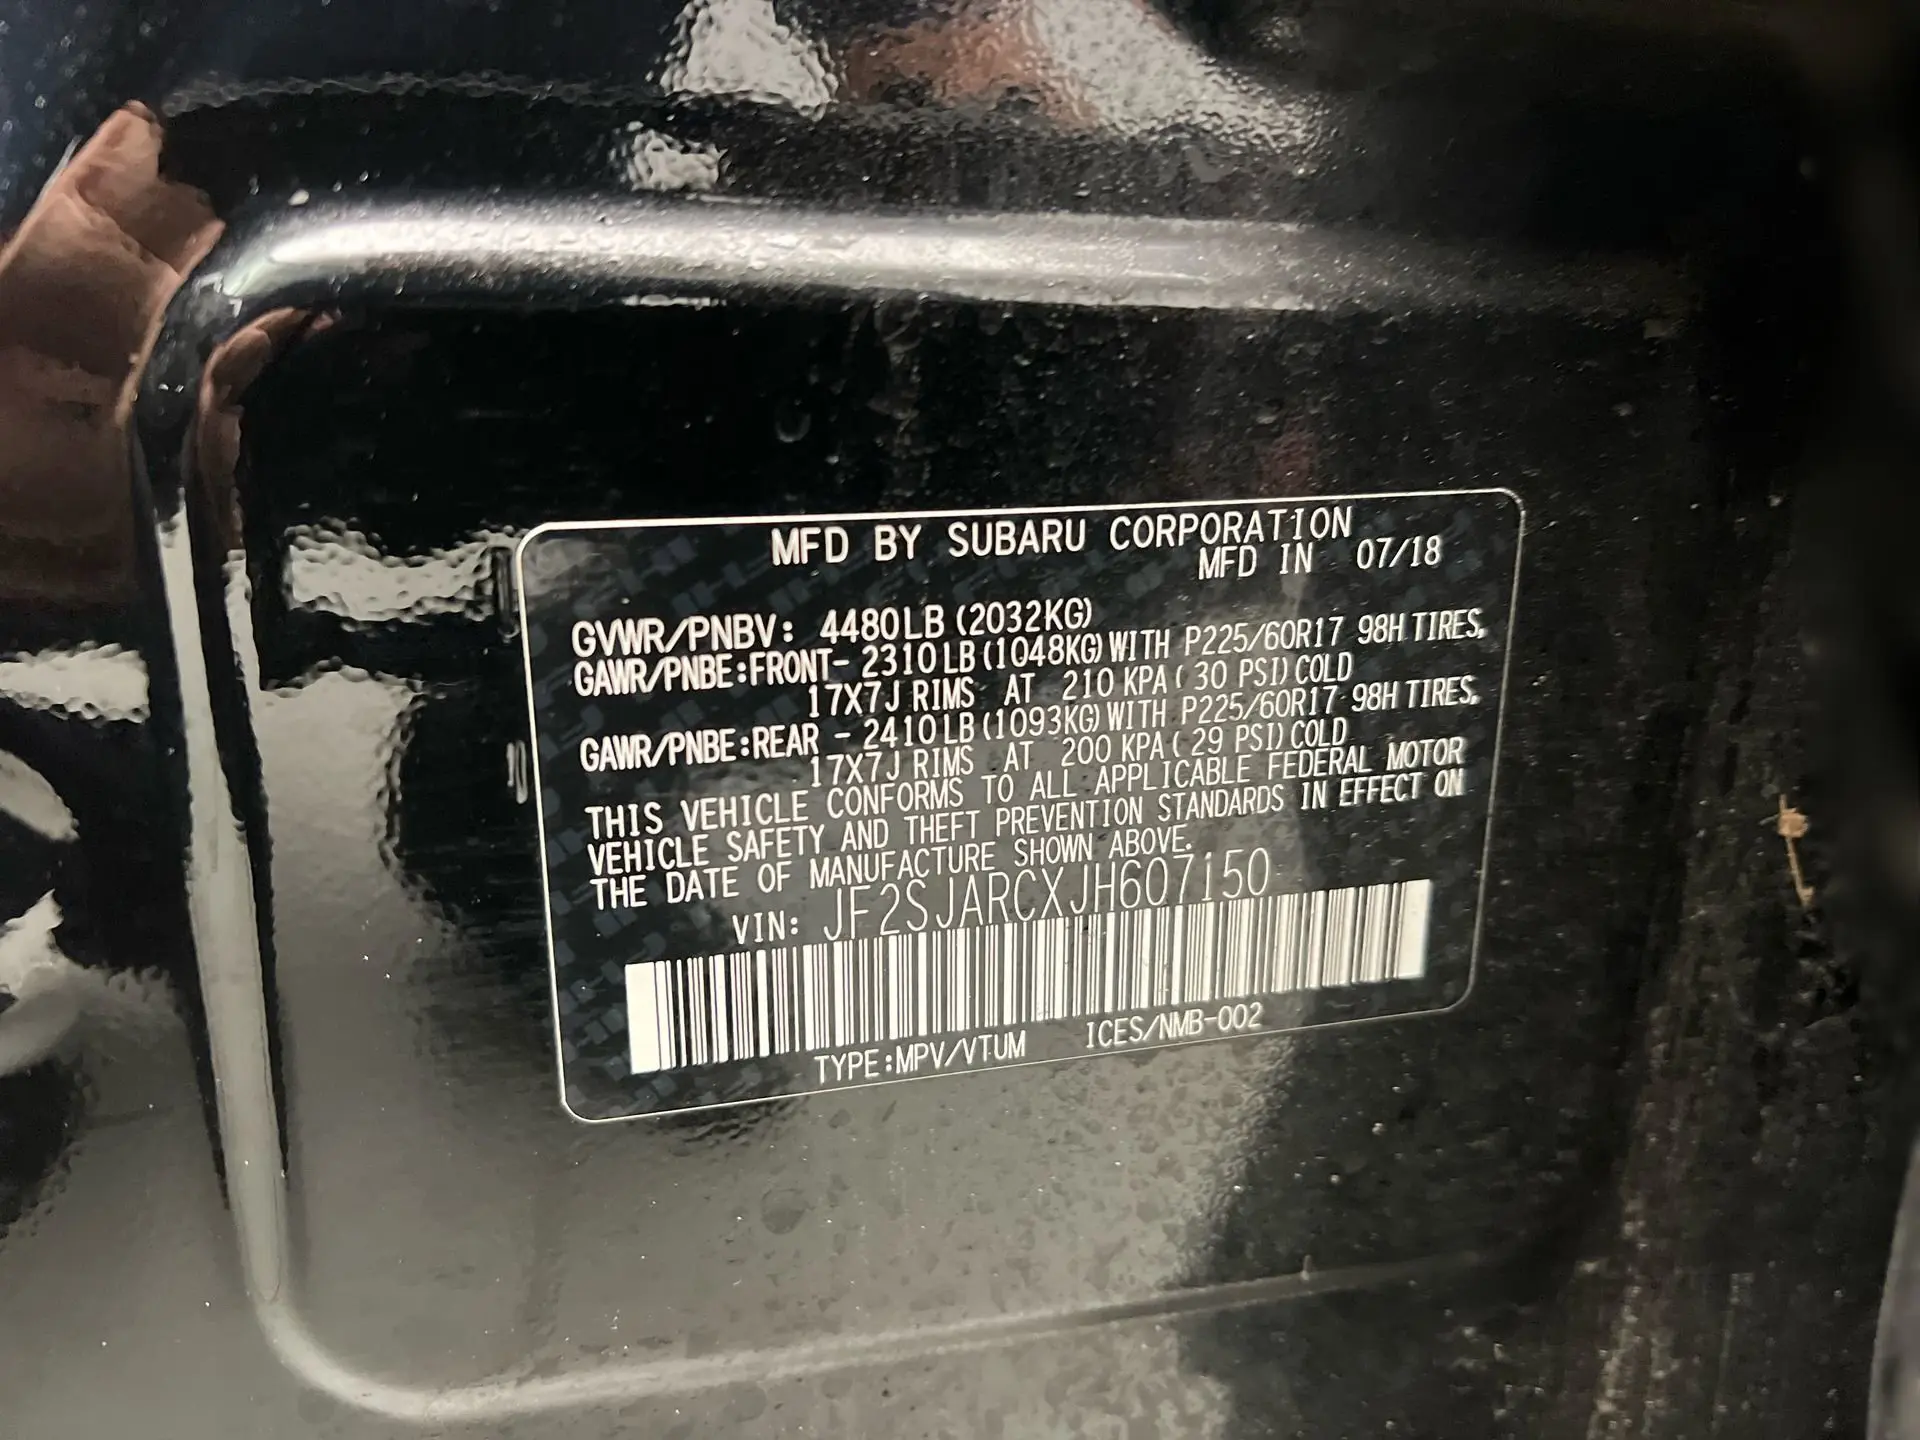 MFD BY SUBARU CORPORATION
MFD IN 07/18
GVWR/PNBV: 4480LB (2032KG)
GAWR/PNBE:FRONT- 2310LB(1048KG)WITH P225/60R17 98H TIRES,
17X7J RIMS AT 210 KPA( 30 PSI)COLD
GAWR/PNBE:REAR - 2410LB(1093KG)WITH P225/60R17 98H TIRES,
17X7J RIMS AT 200 KPA( 29 PSI)COLD
THIS VEHICLE CONFORMS TO ALL APPLICABLE FEDERAL MOTOR
VEHICLE SAFETY AND THEFT PREVENTION STANDARDS IN EFFECT ON
THE DATE OF MANUFACTURE SHOWN ABOVE.
VIN: JF2SJARCXJH607150
TYPE:MPV/VTUM ICES/NMB-002